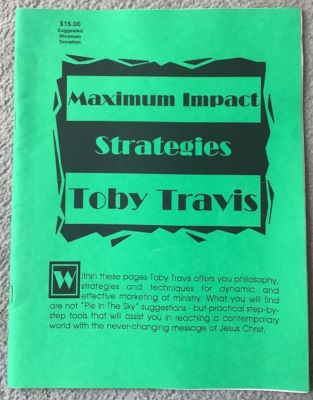 $15.00
Suggested
Minimum
Donation
Maximum Impact
Strategies
Toby Travis
Within these pages Toby Travis offers you philosophy,
strategies and techniques for dynamic and
effective marketing of ministry. What you will find
are not "Pie In The Sky" suggestions - but practical step-by-
step tools that will assist you in reaching a contemporary
world with the never-changing message of Jesus Christ.